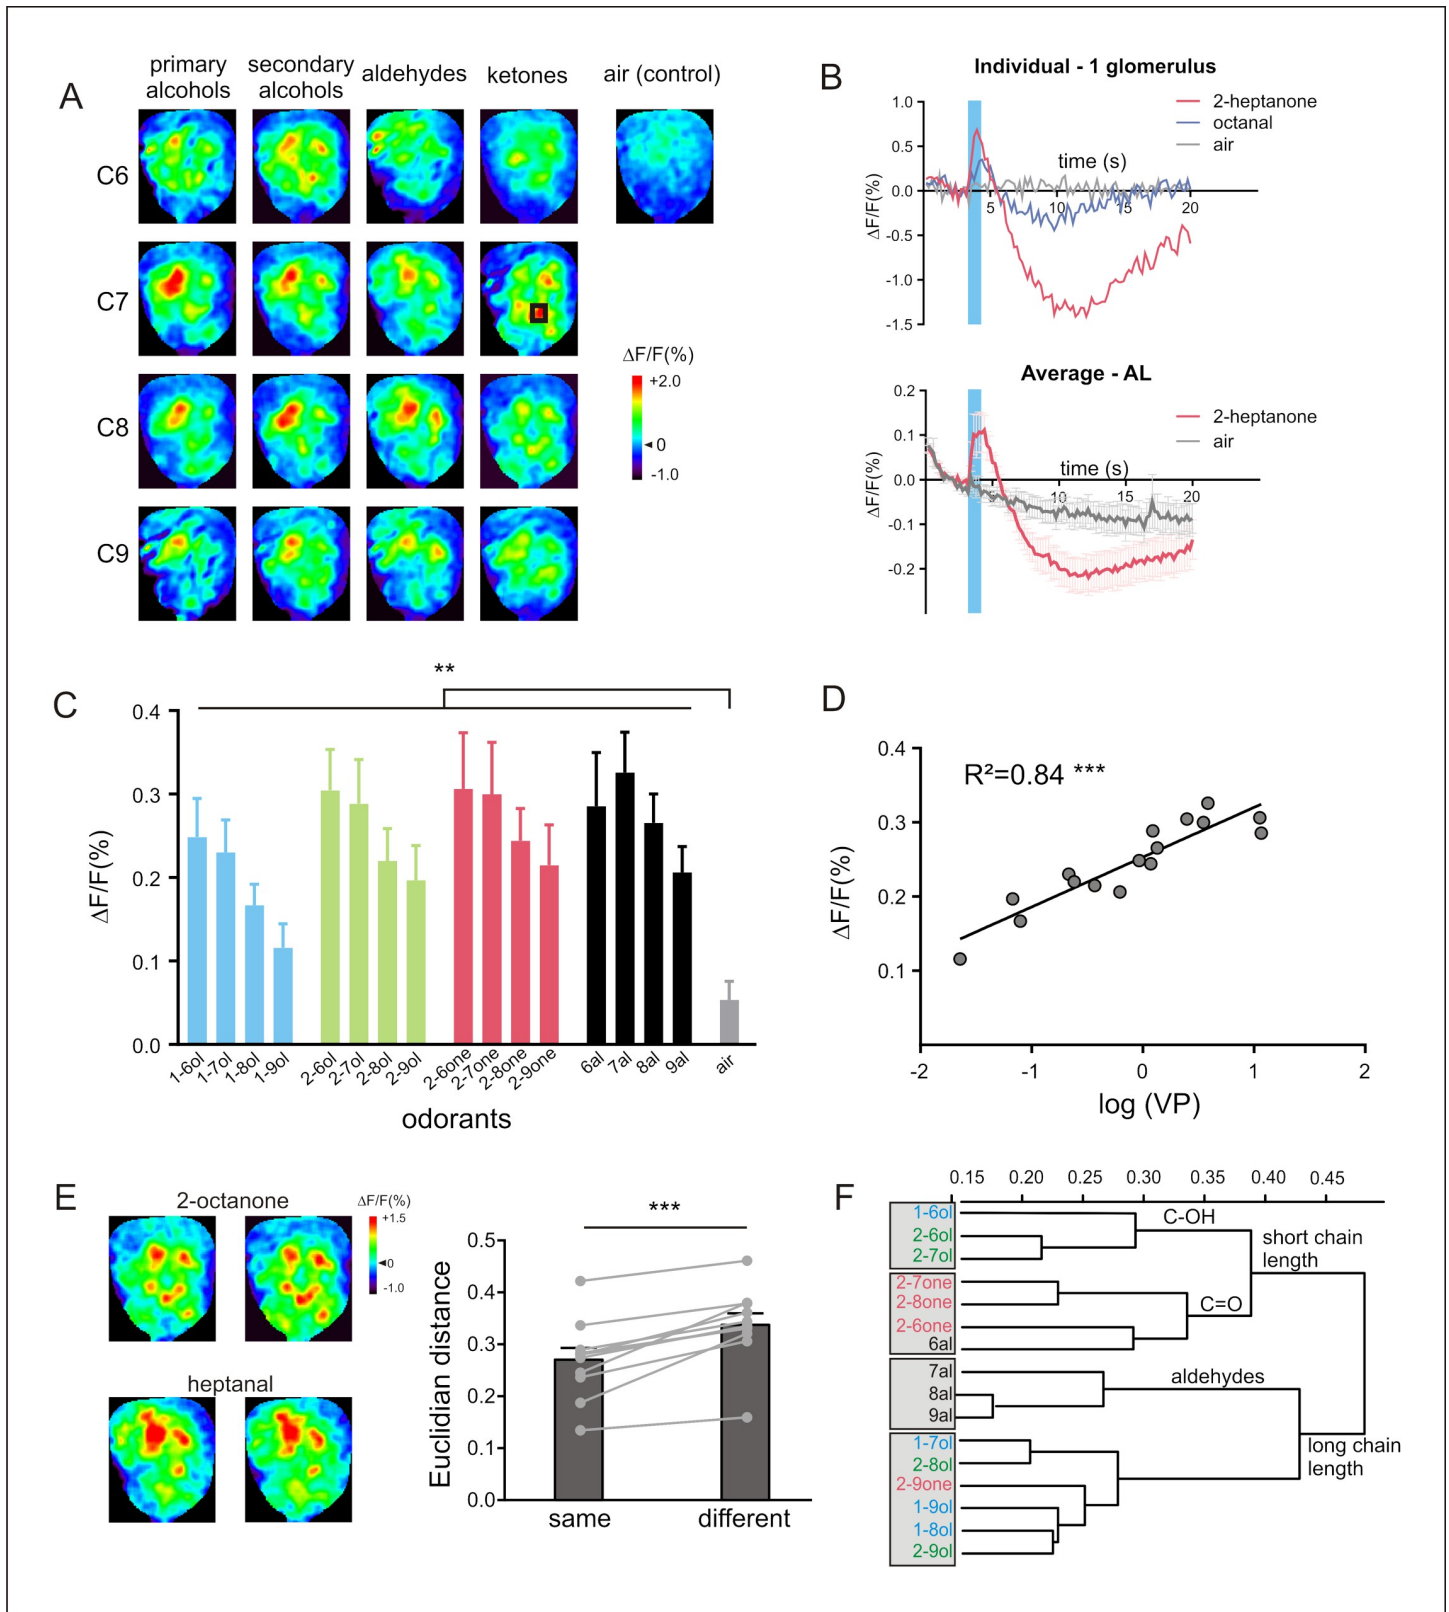 A
primary alcohols
secondary alcohols
aldehydes
ketones
air (control)
C6
C7
C8
C9
ΔF/F(%)
+2.0
0
-1.0
B
Individual - 1 glomerulus
2-heptanone
octanal
air
time (s)
ΔF/F(%)
1.0
0.5
0.0
-0.5
-1.0
-1.5
5
10
15
20
Average - AL
2-heptanone
air
time (s)
ΔF/F(%)
0.2
0.1
0.0
-0.1
-0.2
5
10
15
20
C
**
ΔF/F(%)
0.4
0.3
0.2
0.1
0.0
1-6ol
1-7ol
1-8ol
1-9ol
2-6ol
2-7ol
2-8ol
2-9ol
2-6one
2-7one
2-8one
2-9one
6al
7al
8al
9al
air
odorants
D
R²=0.84 ***
ΔF/F(%)
0.4
0.3
0.2
0.1
-2
-1
0
1
2
log (VP)
E
2-octanone
ΔF/F(%)
+1.5
0
-1.0
heptanal
***
Euclidian distance
0.5
0.4
0.3
0.2
0.1
0.0
same
different
F
0.15 0.20 0.25 0.30 0.35 0.40 0.45
1-6ol
2-6ol
2-7ol
2-7one
2-8one
2-6one
6al
7al
8al
9al
1-7ol
2-8ol
2-9one
1-9ol
1-8ol
2-9ol
C-OH
C=O
aldehydes
short chain
length
long chain
length